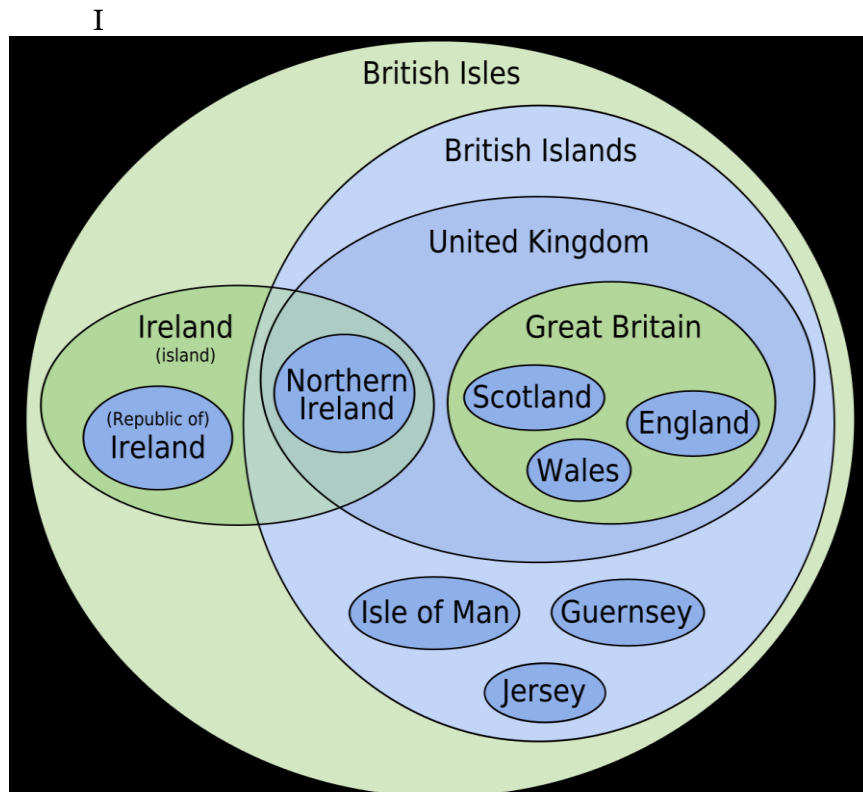 I
British Isles
British Islands
United Kingdom
Ireland
(island)
Great Britain
Northern
Ireland
Scotland
England
Wales
(Republic of)
Ireland
Isle of Man
Guernsey
Jersey